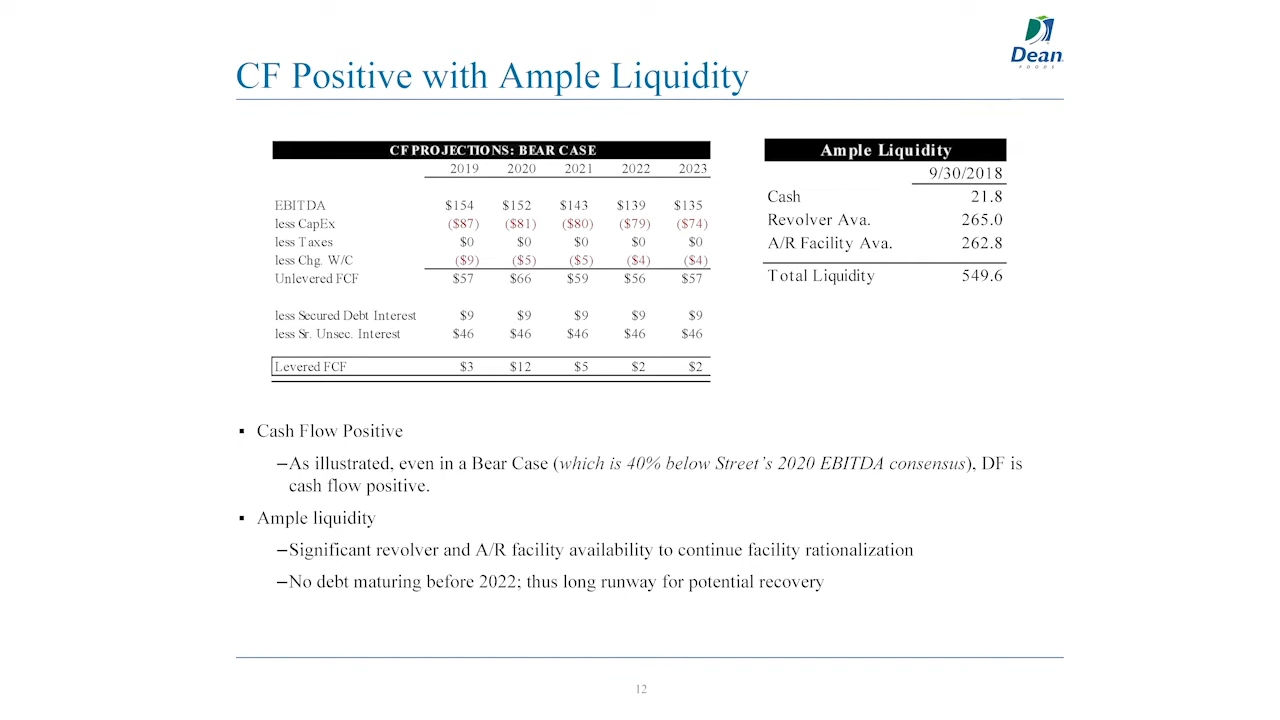 Dean
FOODS
CF Positive with Ample Liquidity
CF PROJECTIONS: BEAR CASE
2019 2020 2021 2022 2023
EBITDA $154 $152 $143 $139 $135
less CapEx ($87) ($81) ($80) ($79) ($74)
less Taxes $0 $0 $0 $0 $0
less Chg. W/C ($9) ($5) ($5) ($4) ($4)
Unlevered FCF $57 $66 $59 $56 $57
less Secured Debt Interest $9 $9 $9 $9 $9
less Sr. Unsec. Interest $46 $46 $46 $46 $46
Levered FCF $3 $12 $5 $2 $2
Ample Liquidity
9/30/2018
Cash 21.8
Revolver Ava. 265.0
A/R Facility Ava. 262.8
Total Liquidity 549.6
▪ Cash Flow Positive
–As illustrated, even in a Bear Case (which is 40% below Street's 2020 EBITDA consensus), DF is
cash flow positive.
▪ Ample liquidity
–Significant revolver and A/R facility availability to continue facility rationalization
–No debt maturing before 2022; thus long runway for potential recovery
12